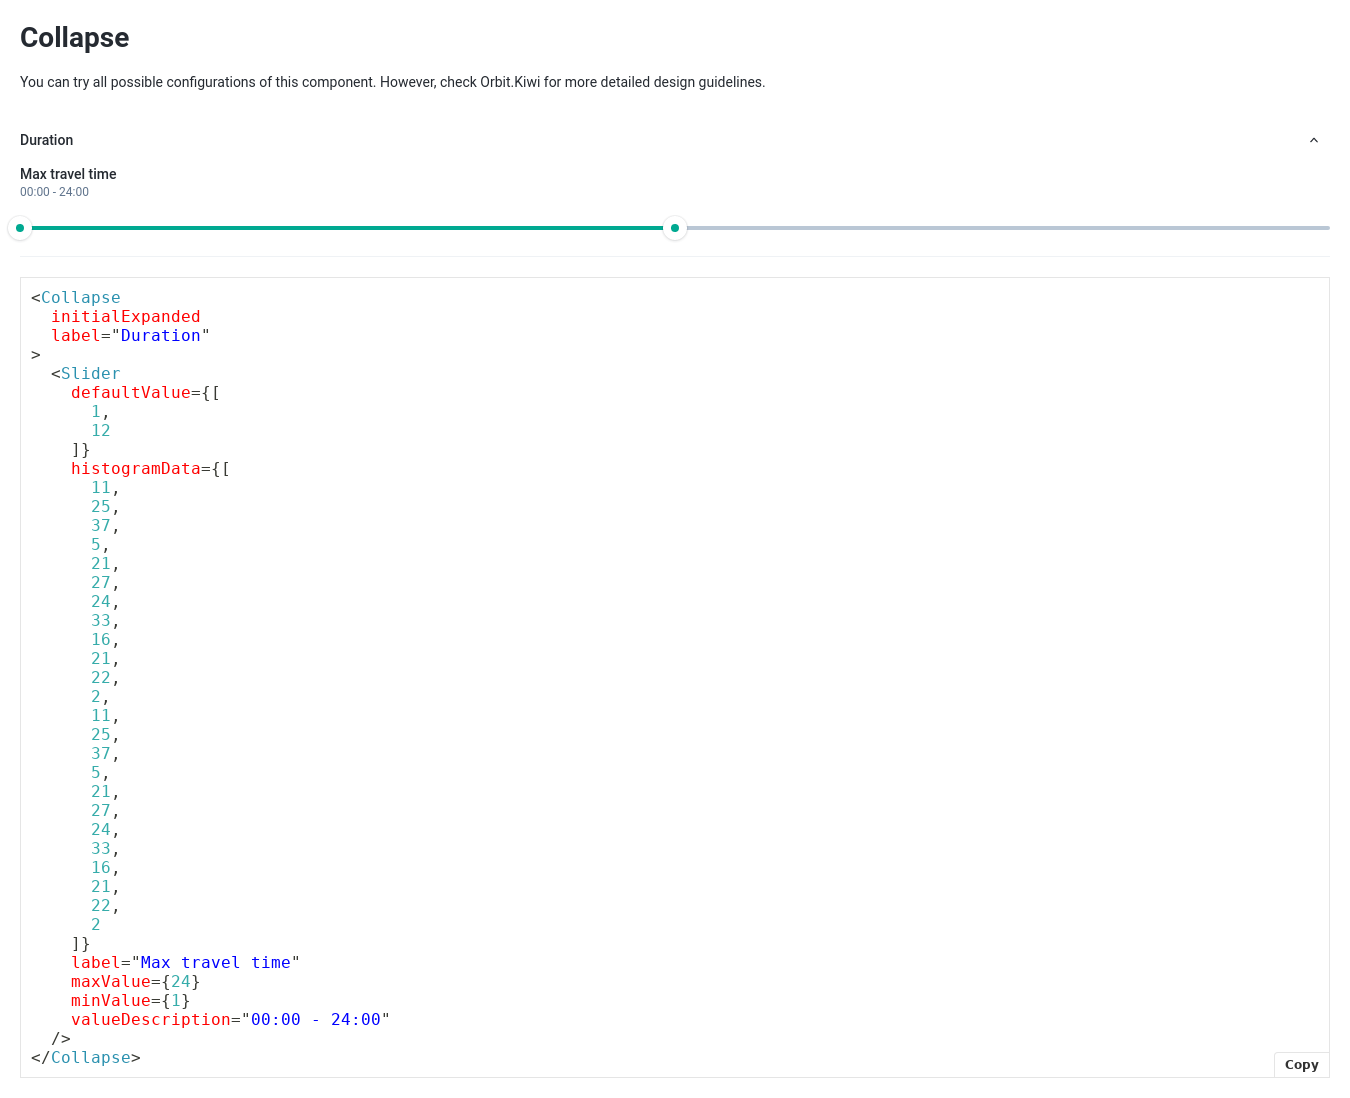 Collapse
You can try all possible configurations of this component. However, check Orbit.Kiwi for more detailed design guidelines.
Duration
Max travel time
00:00 - 24:00
<Collapse
  initialExpanded
  label="Duration"
>
  <Slider
    defaultValue={[
      1,
      12
    ]}
    histogramData={[
      11,
      25,
      37,
      5,
      21,
      27,
      24,
      33,
      16,
      21,
      22,
      2,
      11,
      25,
      37,
      5,
      21,
      27,
      24,
      33,
      16,
      21,
      22,
      2
    ]}
    label="Max travel time"
    maxValue={24}
    minValue={1}
    valueDescription="00:00 - 24:00"
  />
</Collapse>
Copy